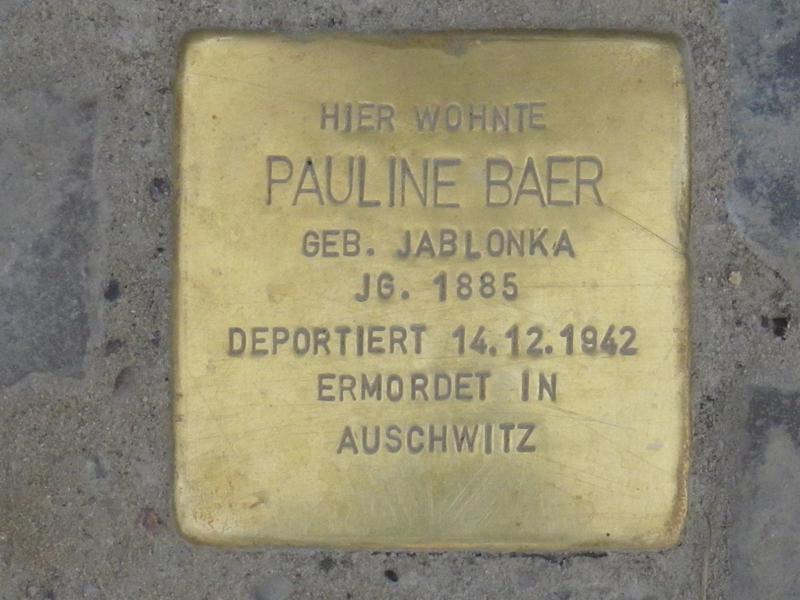 HIER WOHNTE
PAULINE BAER
GEB. JABLONKA
JG. 1885
DEPORTIERT 14.12.1942
ERMORDET IN
AUSCHWITZ